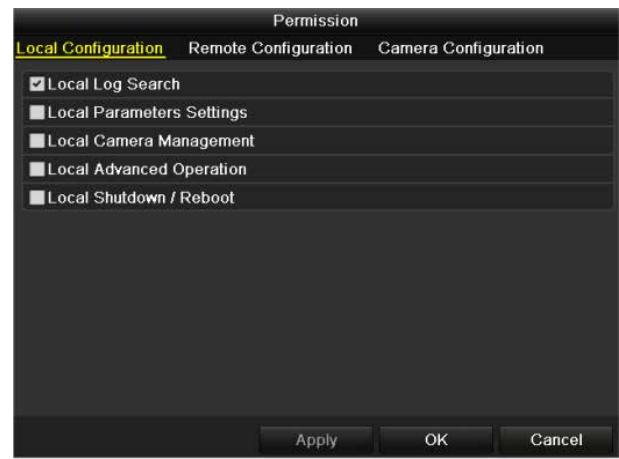 Permission
Local Configuration Remote Configuration Camera Configuration
Local Log Search
Local Parameters Settings
Local Camera Management
Local Advanced Operation
Local Shutdown / Reboot
Apply OK Cancel